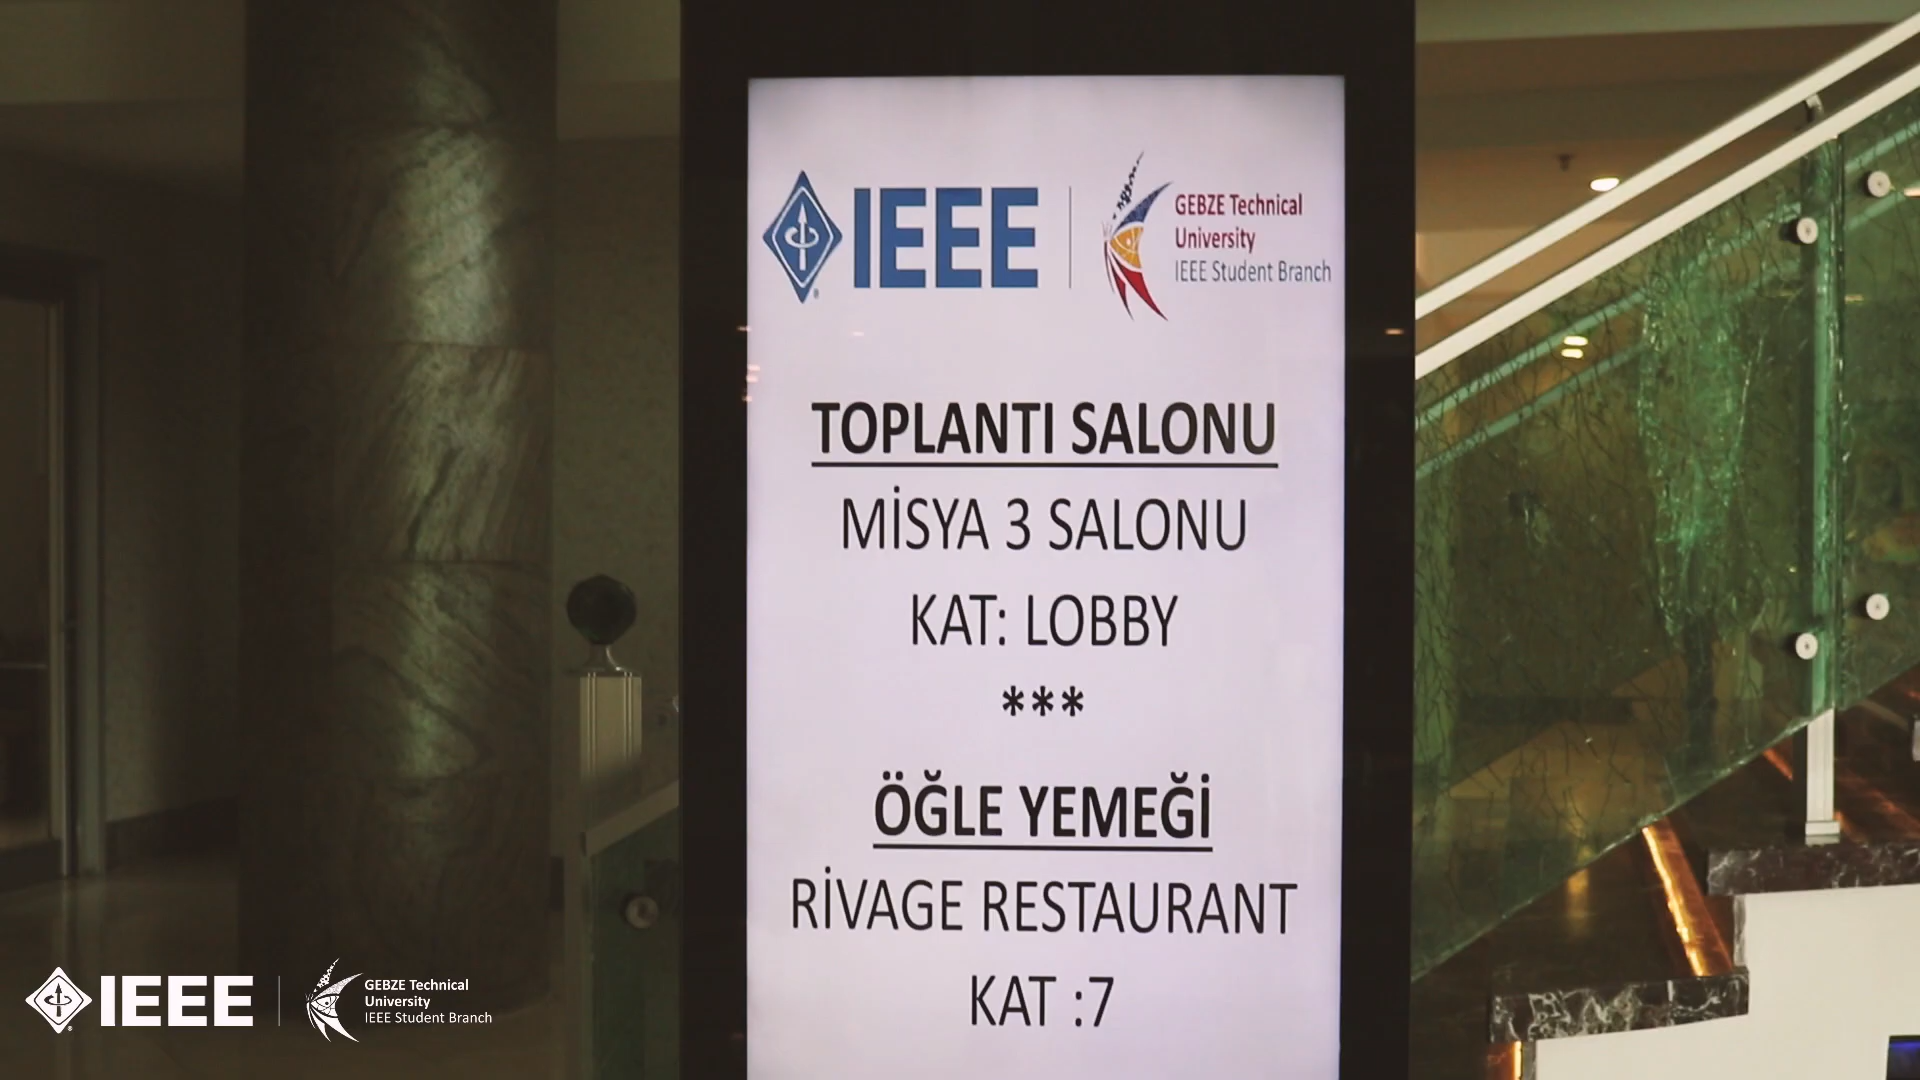 IEEE
GEBZE Technical
University
IEEE Student Branch
TOPLANTI SALONU
MİSYA 3 SALONU
KAT: LOBBY
***
ÖĞLE YEMEĞİ
RİVAGE RESTAURANT
KAT :7
IEEE
GEBZE Technical
University
IEEE Student Branch